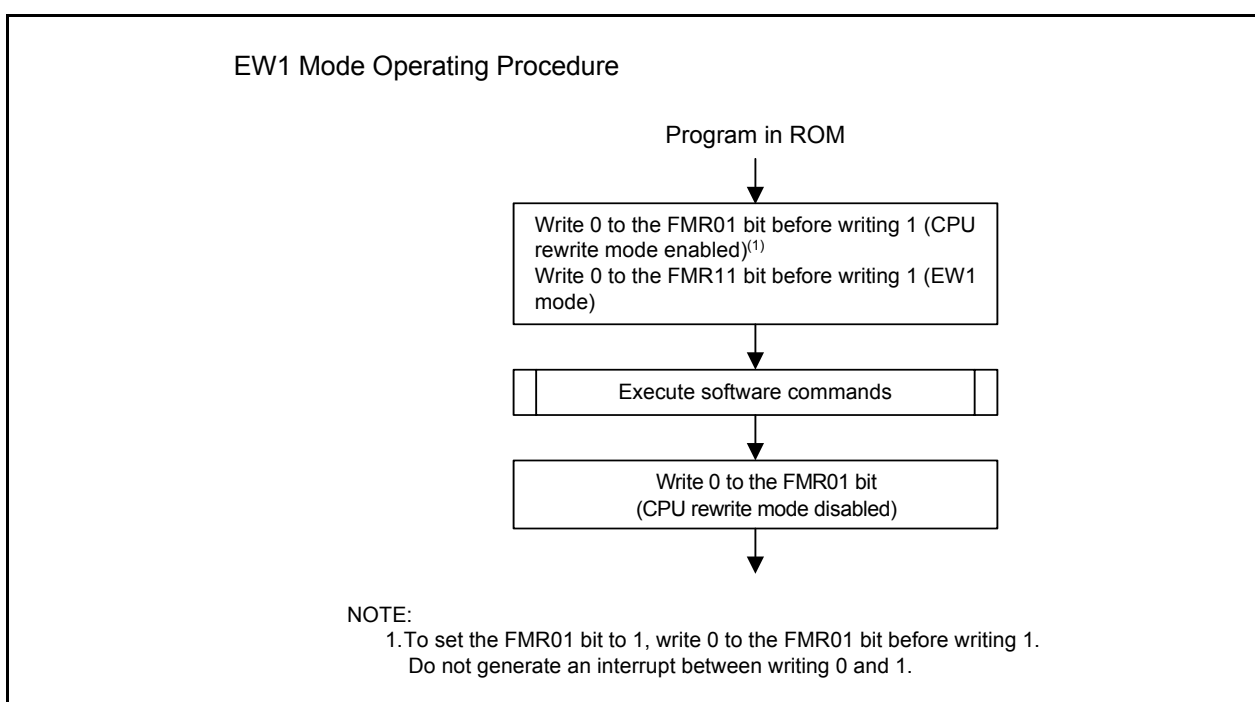 EW1 Mode Operating Procedure
Program in ROM
Write 0 to the FMR01 bit before writing 1 (CPU
rewrite mode enabled)(1)
Write 0 to the FMR11 bit before writing 1 (EW1
mode)
Execute software commands
Write 0 to the FMR01 bit
(CPU rewrite mode disabled)
NOTE:
1.To set the FMR01 bit to 1, write 0 to the FMR01 bit before writing 1.
Do not generate an interrupt between writing 0 and 1.